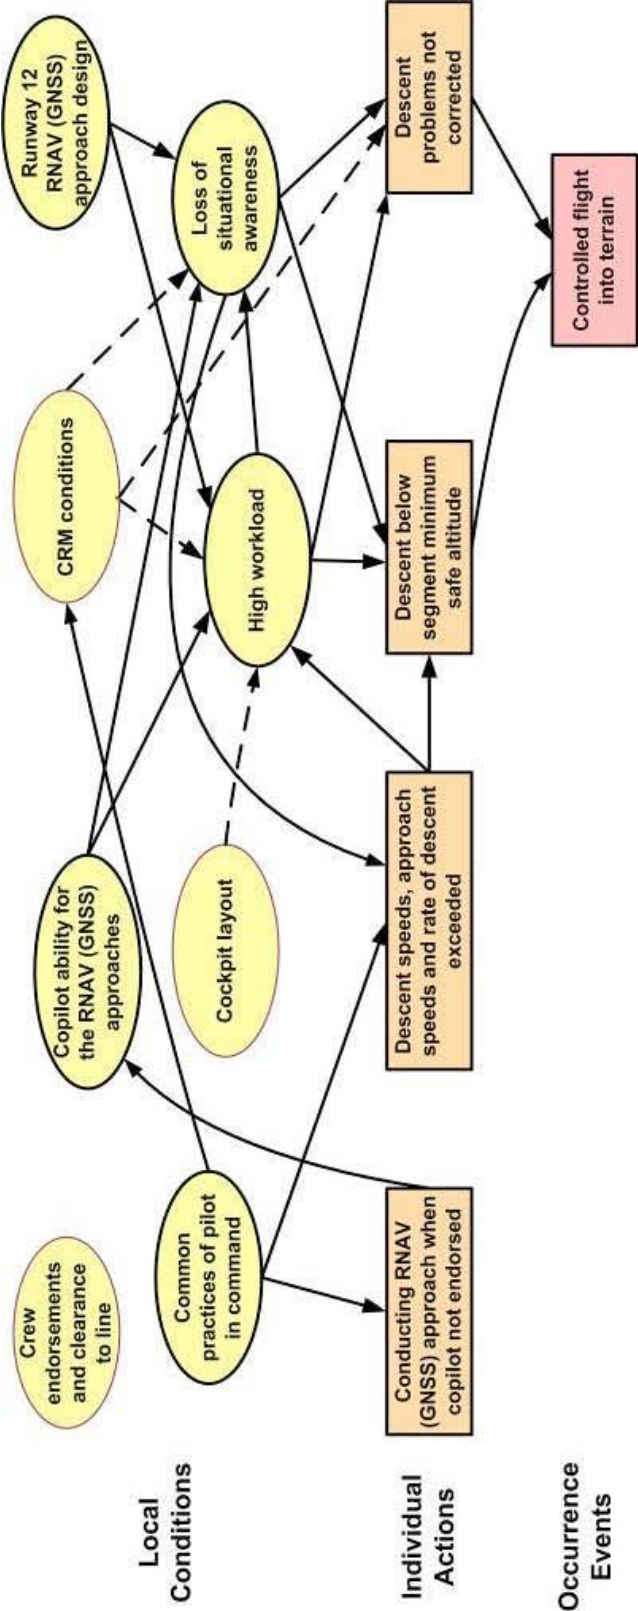 Local
Conditions
Crew
endorsements
and clearance
to line
Common
practices of pilot
in command
Copilot ability for
the RNAV (GNSS)
approaches
Cockpit layout
CRM conditions
High workload
Runway 12
RNAV (GNSS)
approach design
Loss of
situational
awareness
Individual
Actions
Conducting RNAV
(GNSS) approach when
copilot not endorsed
Descent speeds, approach
speeds and rate of descent
exceeded
Descent below
segment minimum
safe altitude
Descent
problems not
corrected
Occurrence
Events
Controlled flight
into terrain